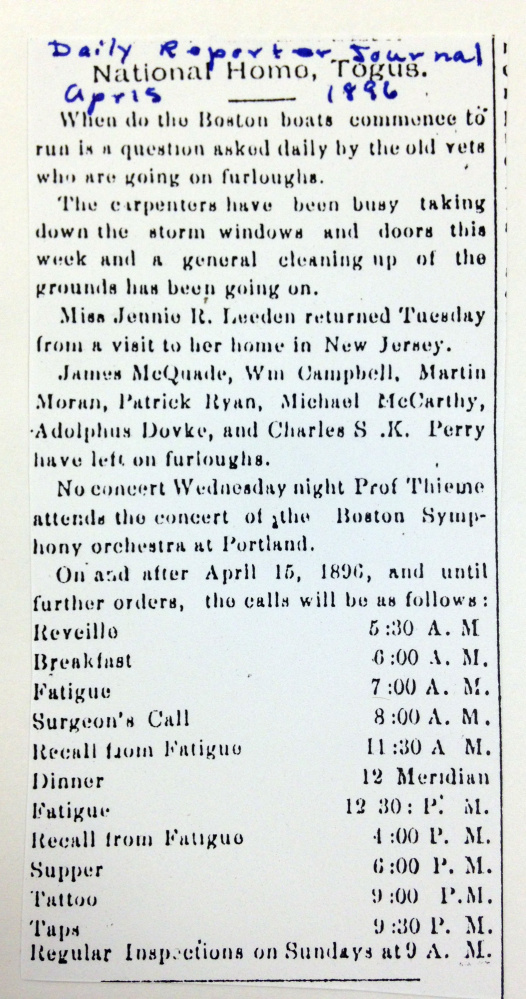 Daily Reporter Journal
National Home, Togus.
April 5 1896
When do the Boston boats commence to
run is a question asked daily by the old vets
who are going on furloughs.
The carpenters have been busy taking
down the storm windows and doors this
week and a general cleaning up of the
grounds has been going on.
Miss Jennie R. Leeden returned Tuesday
from a visit to her home in New Jersey.
James McQuade, Wm Campbell, Martin
Moran, Patrick Ryan, Michael McCarthy,
Adolphus Dovke, and Charles S .K. Perry
have left on furloughs.
No concert Wednesday night Prof Thieme
attends the concert of the Boston Symp-
hony orchestra at Portland.
On and after April 15, 1896, and until
further orders, the calls will be as follows:
Reveille 5:30 A. M
Breakfast 6:00 A. M.
Fatigue 7:00 A. M.
Surgeon's Call 8:00 A. M.
Recall from Fatigue 11:30 A M.
Dinner 12 Meridian
Fatigue 12 30: P. M.
Recall from Fatigue 4:00 P. M.
Supper 6:00 P. M.
Tattoo 9:00 P.M.
Taps 9:30 P. M.
Regular Inspections on Sundays at 9 A. M.